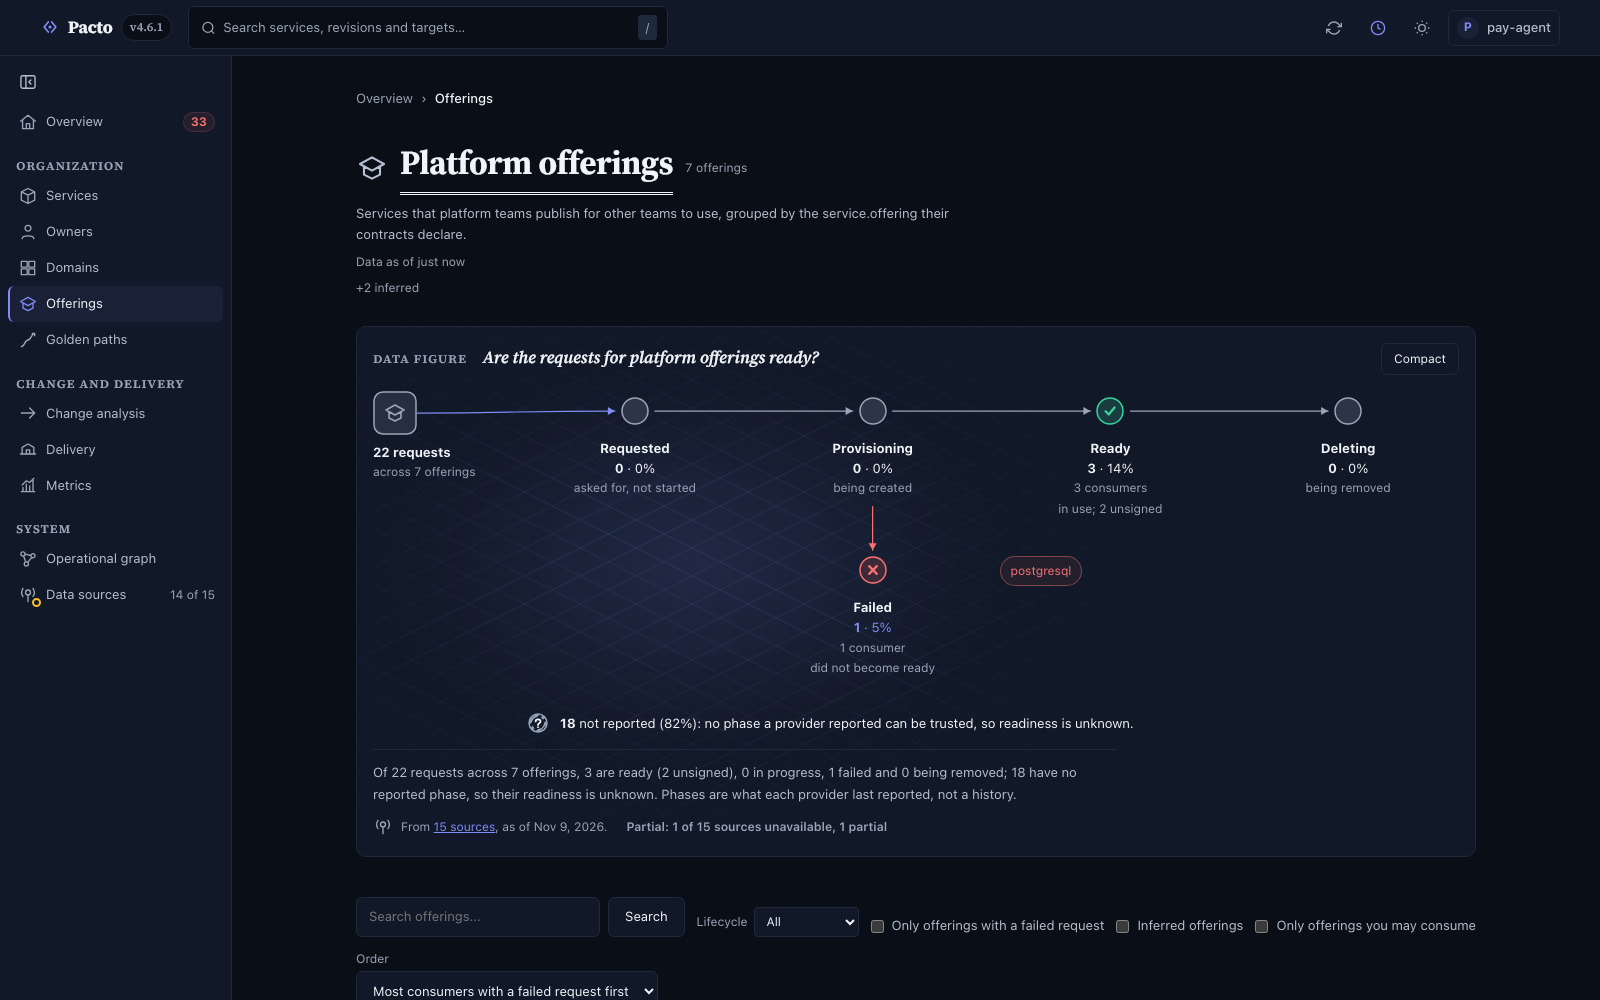 Pacto v4.6.1
Search services, revisions and targets... /
P pay-agent
Overview 33
ORGANIZATION
Services
Owners
Domains
Offerings
Golden paths
CHANGE AND DELIVERY
Change analysis
Delivery
Metrics
SYSTEM
Operational graph
Data sources 14 of 15
Overview › Offerings
Platform offerings 7 offerings
Services that platform teams publish for other teams to use, grouped by the service.offering their
contracts declare.
Data as of just now
+2 inferred
DATA FIGURE Are the requests for platform offerings ready? Compact
22 requests
across 7 offerings
Requested
0 · 0%
asked for, not started
Provisioning
0 · 0%
being created
Ready
3 · 14%
3 consumers
in use; 2 unsigned
Deleting
0 · 0%
being removed
postgresql
Failed
1 · 5%
1 consumer
did not become ready
18 not reported (82%): no phase a provider reported can be trusted, so readiness is unknown.
Of 22 requests across 7 offerings, 3 are ready (2 unsigned), 0 in progress, 1 failed and 0 being removed; 18 have no
reported phase, so their readiness is unknown. Phases are what each provider last reported, not a history.
From 15 sources, as of Nov 9, 2026. Partial: 1 of 15 sources unavailable, 1 partial
Search offerings... Search Lifecycle All Only offerings with a failed request Inferred offerings Only offerings you may consume
Order
Most consumers with a failed request first